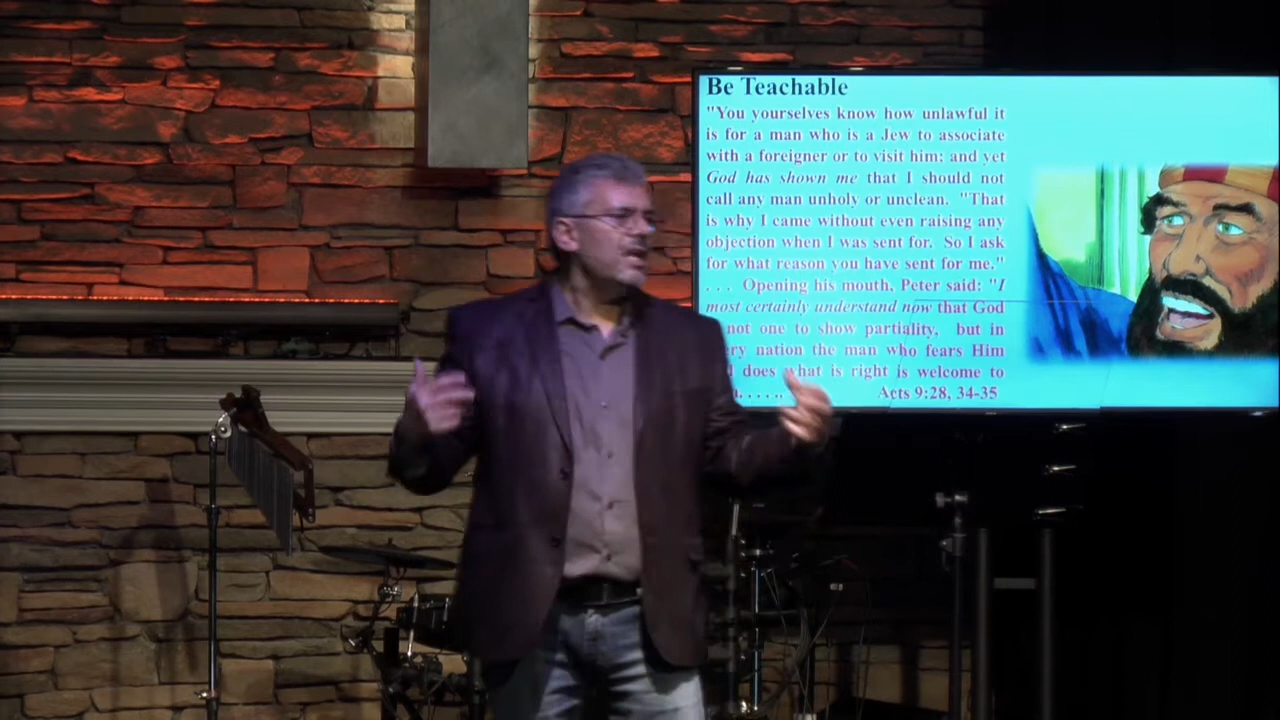 Be Teachable
"You yourselves know how unlawful it
is for a man who is a Jew to associate
with a foreigner or to visit him; and yet
God has shown me that I should not
call any man unholy or unclean. "That
is why I came without even raising any
objection when I was sent for. So I ask
for what reason you have sent for me."
. . . Opening his mouth, Peter said: "I
most certainly understand now that God
not one to show partiality, but in
nation the man who fears Him
does what is right is welcome to
Acts 9:28, 34-35